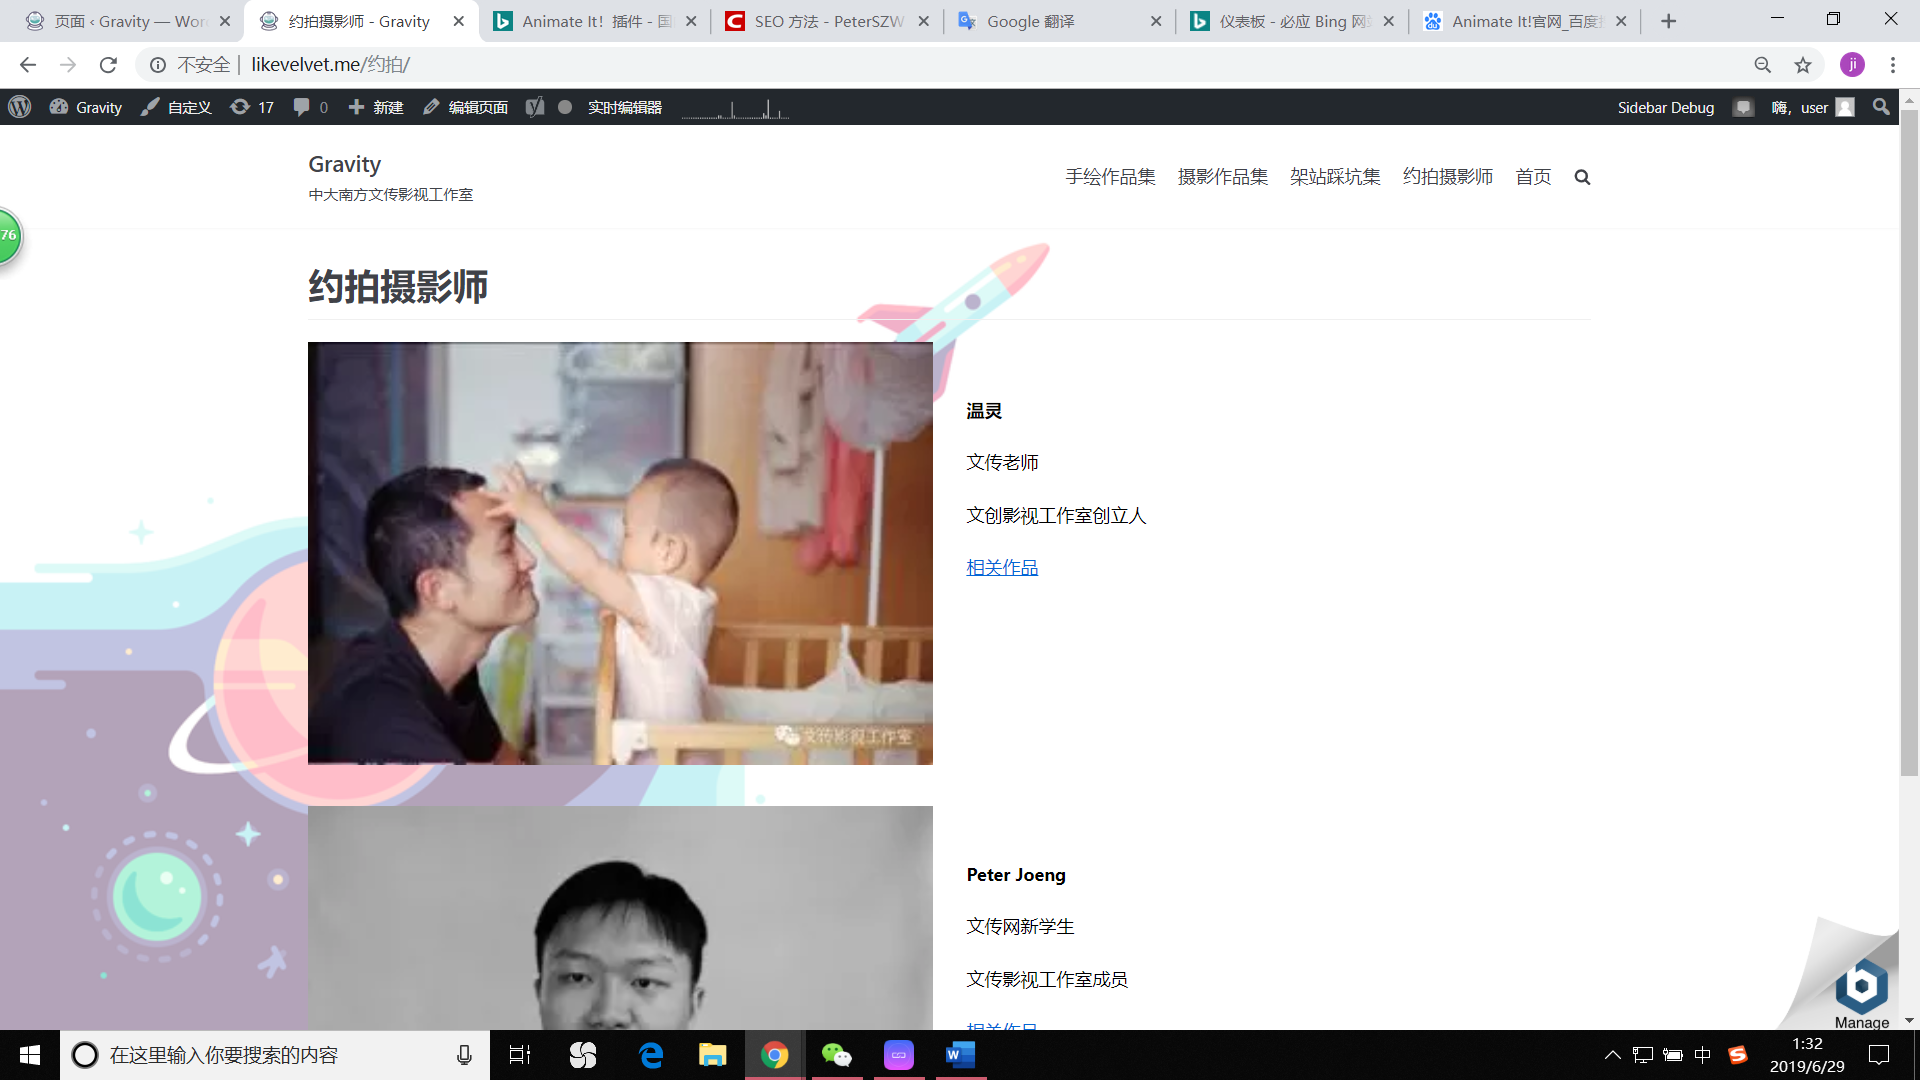 页面 ‹ Gravity — Wor
约拍摄影师 - Gravity
Animate It! 插件 - 国
SEO 方法 - PeterSZW
Google 翻译
仪表板 - 必应 Bing 网
Animate It!官网_百度
不安全 | likevelvet.me/约拍/
ji
Gravity
自定义
17
0
新建
编辑页面
实时编辑器
Sidebar Debug
嗨，user
Gravity
中大南方文传影视工作室
手绘作品集
摄影作品集
架站踩坑集
约拍摄影师
首页
76
约拍摄影师
温灵
文传老师
文创影视工作室创立人
相关作品
文传影视工作室
Peter Joeng
文传网新学生
文传影视工作室成员
相关作品
Manage
在这里输入你要搜索的内容
中
1:32
2019/6/29